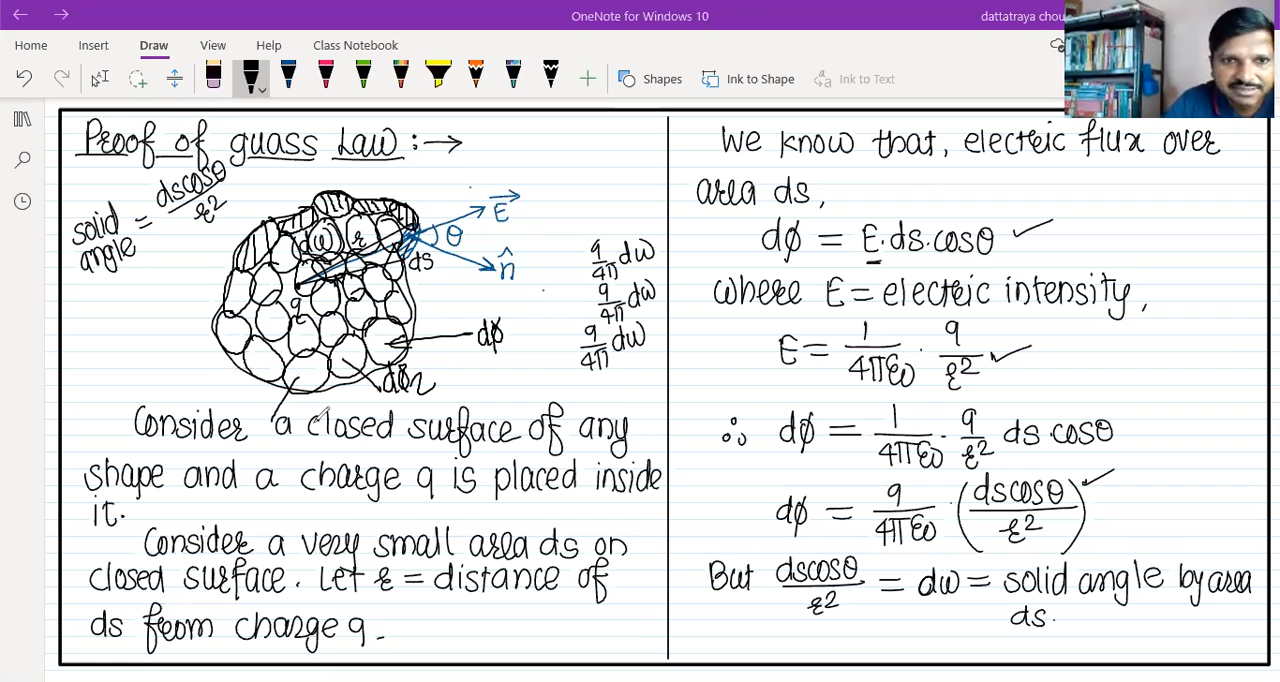 OneNote for Windows 10
dattatraya chou
Home Insert Draw View Help Class Notebook
Shapes Ink to Shape Ink to Text
Proof of guass Law :→
solid angle = dscosθ/r²
dω r
E⃗
θ
n̂
ds
q
dϕ
q/4π dω
q/4π dω
q/4π dω
Consider a closed surface of any
shape and a charge q is placed inside
it.
Consider a very small area ds on
closed surface. Let r = distance of
ds from charge q.
We know that, electric flux over
area ds,
dϕ = E.ds.cosθ ✓
where E = electric intensity,
E = 1/4πε0 . q/r² ✓
∴ dϕ = 1/4πε0 . q/r² ds.cosθ
dϕ = q/4πε0 . (dscosθ/r²) ✓
But dscosθ/r² = dω = solid angle by area
ds.